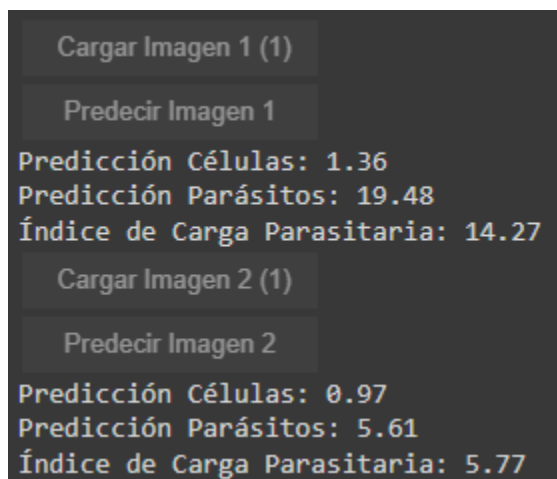 Cargar Imagen 1 (1)
Predecir Imagen 1
Predicción Células: 1.36
Predicción Parásitos: 19.48
Índice de Carga Parasitaria: 14.27
Cargar Imagen 2 (1)
Predecir Imagen 2
Predicción Células: 0.97
Predicción Parásitos: 5.61
Índice de Carga Parasitaria: 5.77